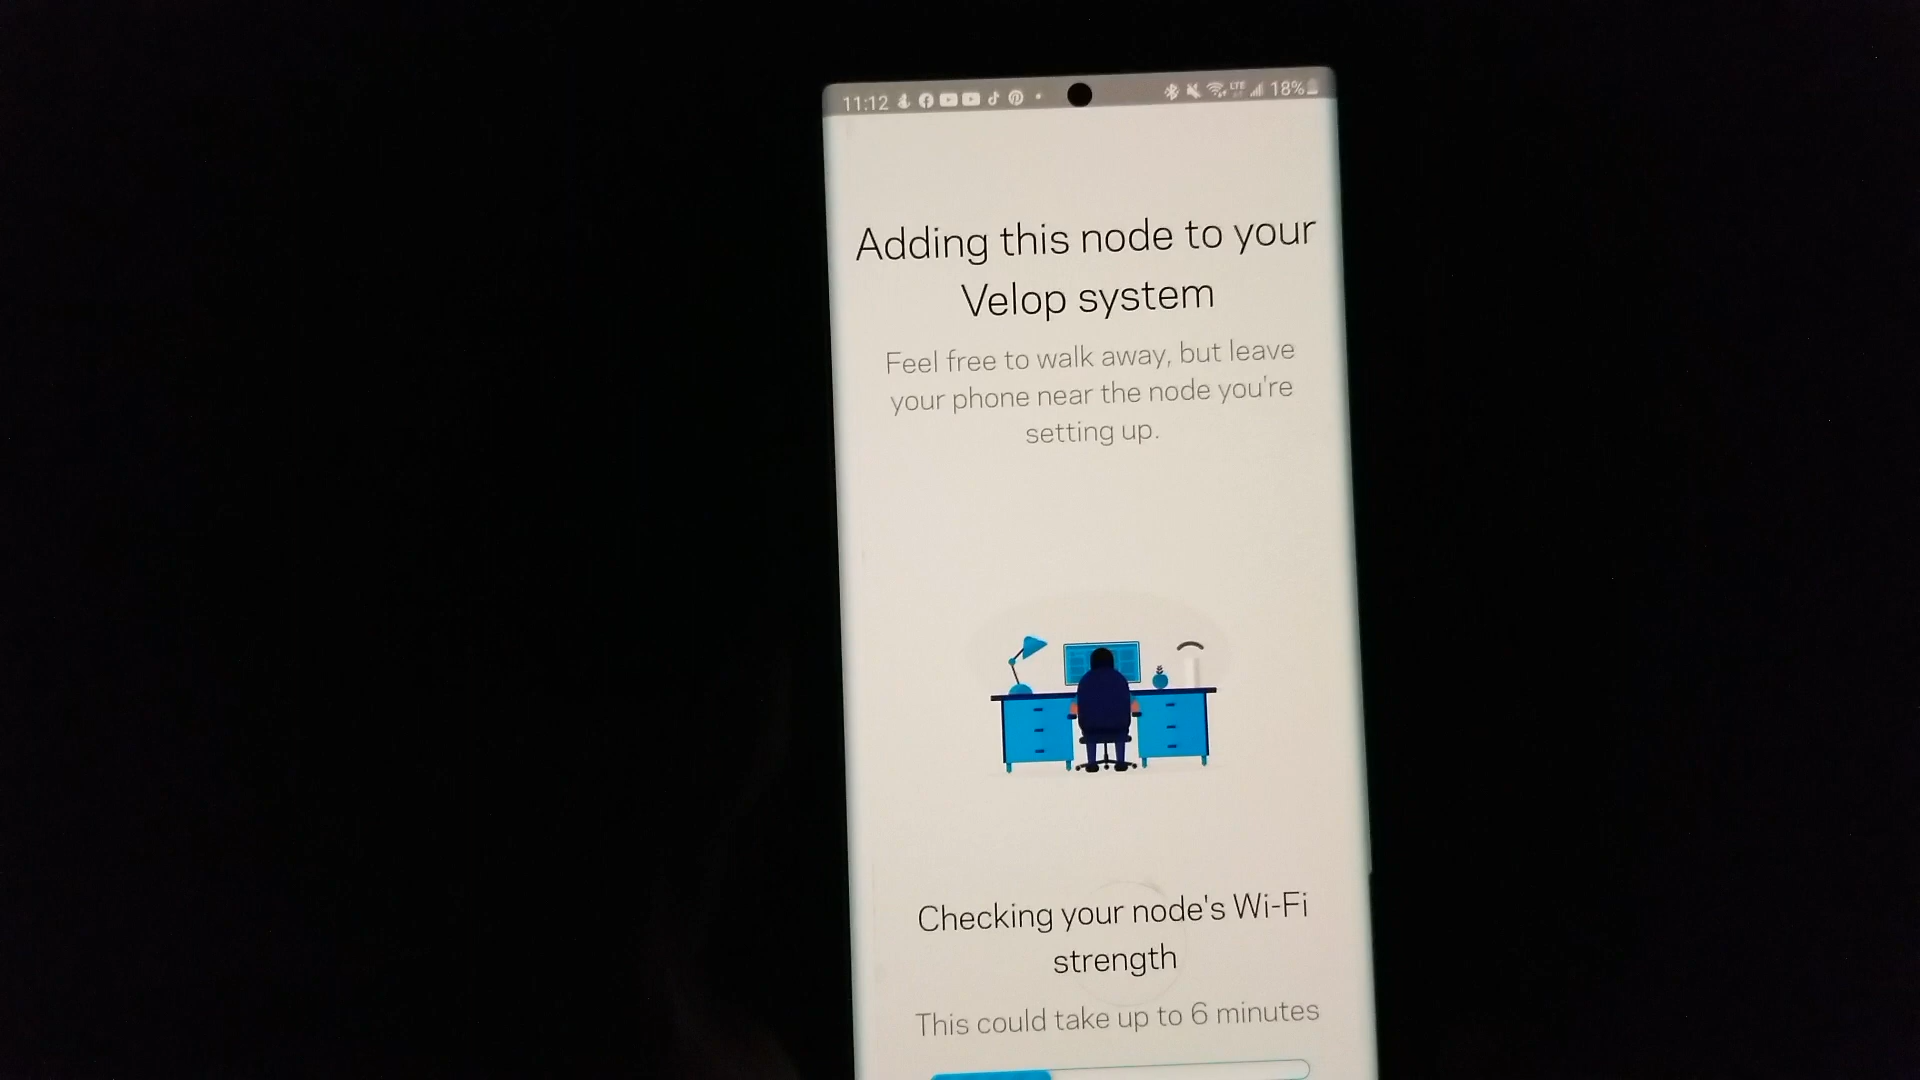 11:12 LTE 18%
Adding this node to your
Velop system
Feel free to walk away, but leave
your phone near the node you're
setting up.
Checking your node's Wi-Fi
strength
This could take up to 6 minutes